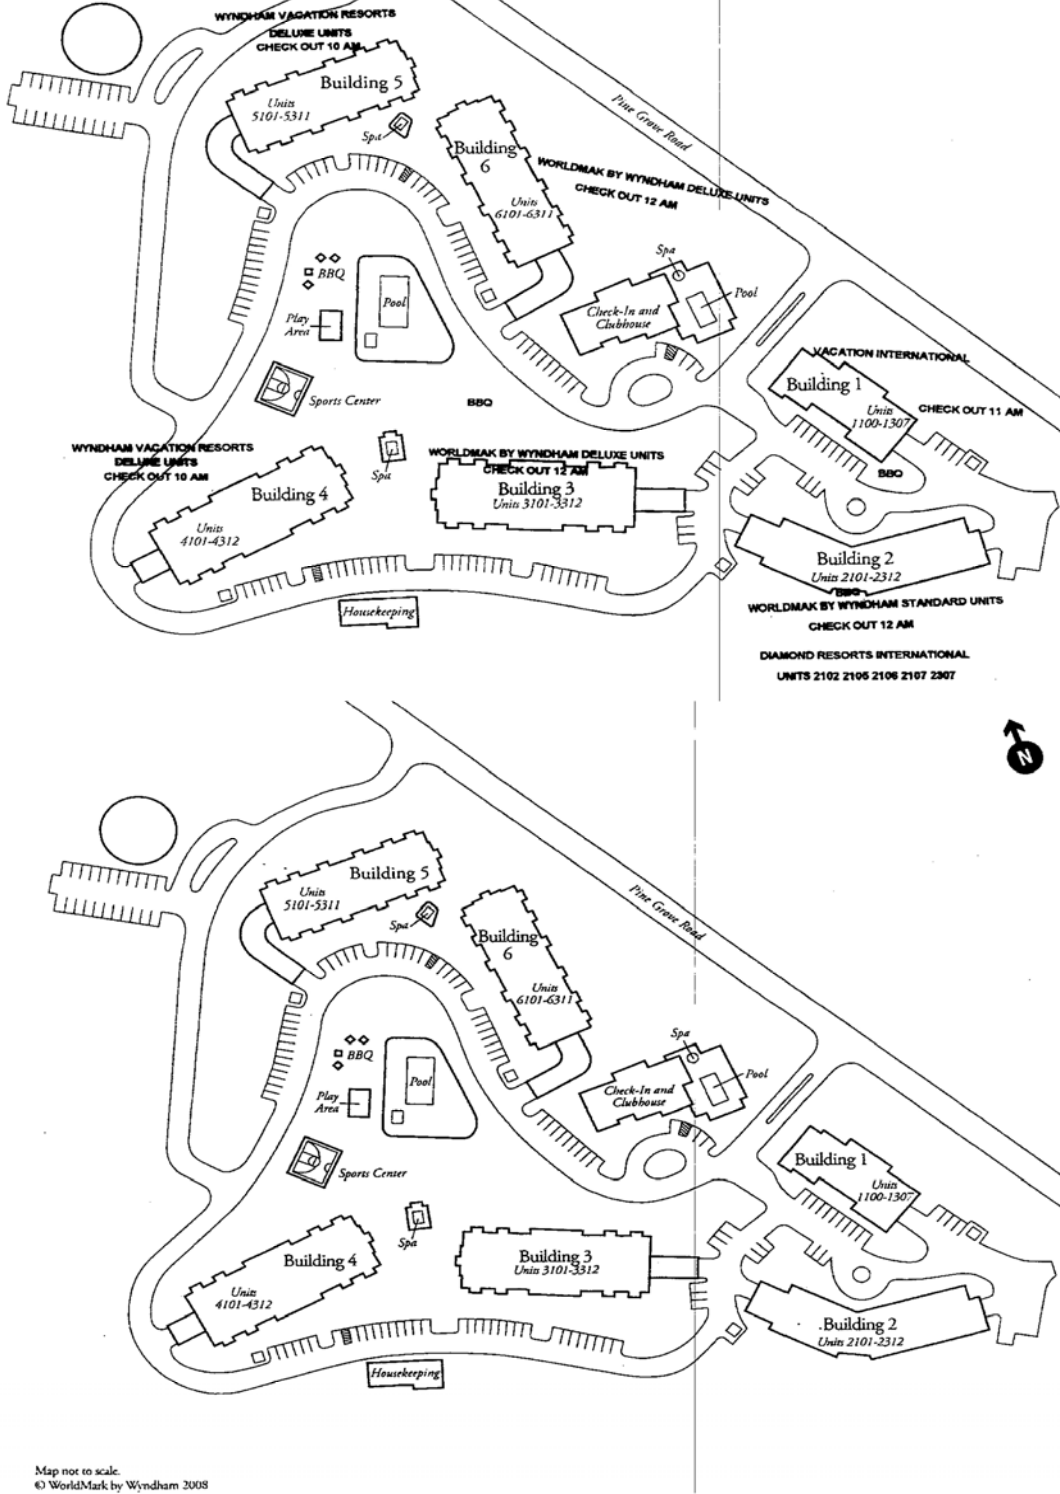 WYNDHAM VACATION RESORTS
DELUXE UNITS
CHECK OUT 10 AM
Building 5
Units
5101-5311
Spa
Building
6
Units
6101-6311
Pine Grove Road
WORLDMAK BY WYNDHAM DELUXE UNITS
CHECK OUT 12 AM
BBQ
Pool
Play
Area
Sports Center
Spa
Pool
Check-In and
Clubhouse
VACATION INTERNATIONAL
Building 1
Units
1100-1307
CHECK OUT 11 AM
BBQ
BBQ
WYNDHAM VACATION RESORTS
DELUXE UNITS
CHECK OUT 10 AM
Building 4
Units
4101-4312
Spa
WORLDMAK BY WYNDHAM DELUXE UNITS
CHECK OUT 12 AM
Building 3
Units 3101-3312
Building 2
Units 2101-2312
BBQ
WORLDMAK BY WYNDHAM STANDARD UNITS
CHECK OUT 12 AM
DIAMOND RESORTS INTERNATIONAL
UNITS 2102 2105 2106 2107 2307
Housekeeping
N
Building 5
Units
5101-5311
Spa
Building
6
Units
6101-6311
Pine Grove Road
BBQ
Pool
Play
Area
Sports Center
Spa
Pool
Check-In and
Clubhouse
Building 1
Units
1100-1307
Building 4
Units
4101-4312
Spa
Building 3
Units 3101-3312
Building 2
Units 2101-2312
Housekeeping
Map not to scale.
© WorldMark by Wyndham 2008